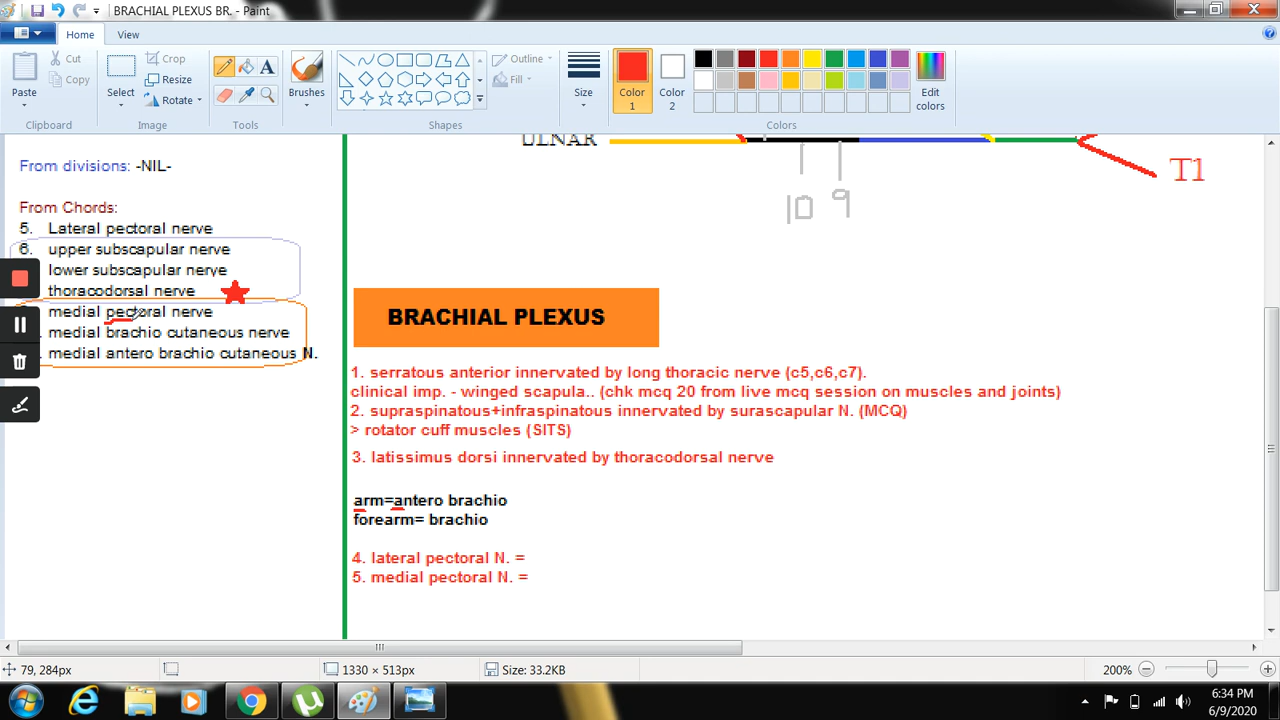 BRACHIAL PLEXUS BR. - Paint
Home View
Paste
Cut
Copy
Clipboard
Select
Crop
Resize
Rotate
Image
A
Tools
Brushes
Shapes
Outline
Fill
Size
Color 1
Color 2
Edit colors
Colors
From divisions: -NIL-
From Chords:
5. Lateral pectoral nerve
6. upper subscapular nerve
lower subscapular nerve
thoracodorsal nerve
medial pectoral nerve
medial brachio cutaneous nerve
medial antero brachio cutaneous N.
ULNAR
T1
10 9
BRACHIAL PLEXUS
1. serratous anterior innervated by long thoracic nerve (c5,c6,c7).
clinical imp. - winged scapula.. (chk mcq 20 from live mcq session on muscles and joints)
2. supraspinatous+infraspinatous innervated by surascapular N. (MCQ)
> rotator cuff muscles (SITS)
3. latissimus dorsi innervated by thoracodorsal nerve
arm=antero brachio
forearm= brachio
4. lateral pectoral N. =
5. medial pectoral N. =
79, 284px
1330 × 513px
Size: 33.2KB
200%
6:34 PM
6/9/2020